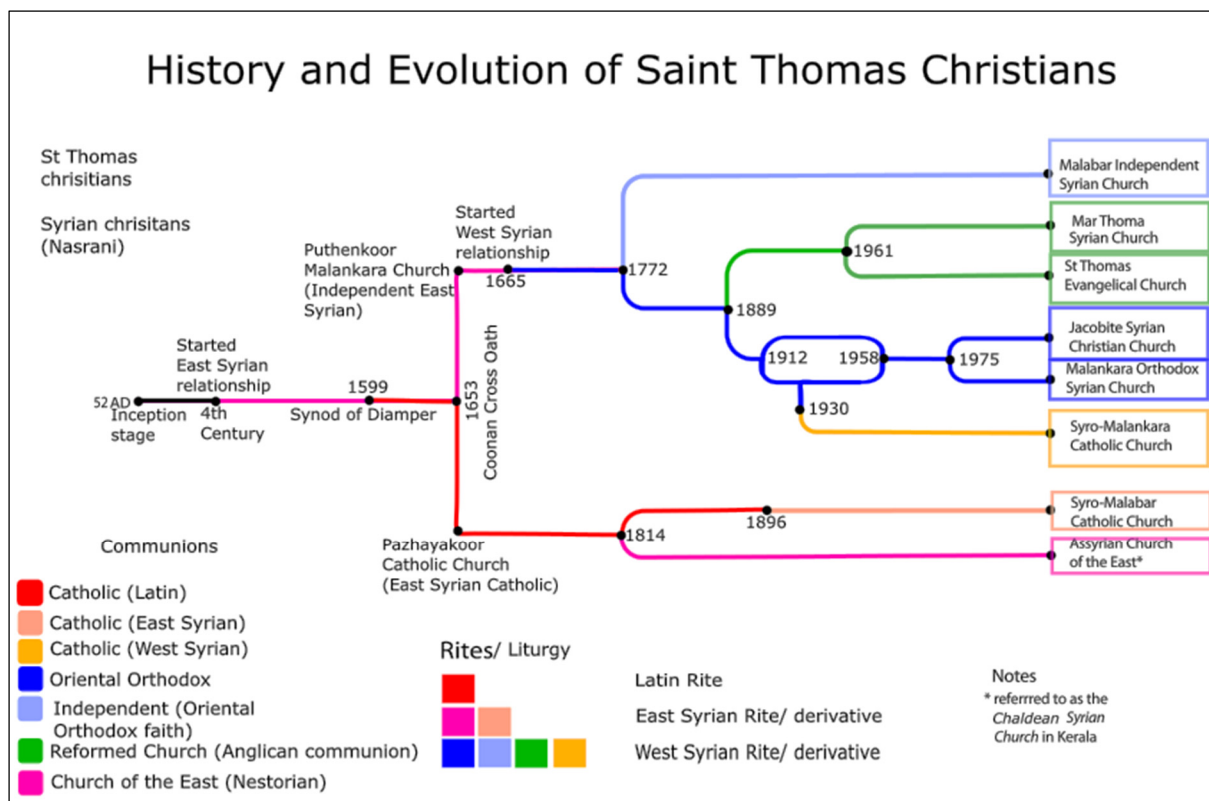 History and Evolution of Saint Thomas Christians
St Thomas
chrisitians
Syrian chrisitans
(Nasrani)
52 AD
Inception
stage
Started
East Syrian
relationship
4th
Century
1599
Synod of Diamper
1653
Coonan Cross Oath
Puthenkoor
Malankara Church
(Independent East
Syrian)
Started
West Syrian
relationship
1665
1772
1889
1961
1912
1958
1975
1930
Pazhayakoor
Catholic Church
(East Syrian Catholic)
1814
1896
Malabar Independent
Syrian Church
Mar Thoma
Syrian Church
St Thomas
Evangelical Church
Jacobite Syrian
Christian Church
Malankara Orthodox
Syrian Church
Syro-Malankara
Catholic Church
Syro-Malabar
Catholic Church
Assyrian Church
of the East*
Communions
Catholic (Latin)
Catholic (East Syrian)
Catholic (West Syrian)
Oriental Orthodox
Independent (Oriental
Orthodox faith)
Reformed Church (Anglican communion)
Church of the East (Nestorian)
Rites/ Liturgy
Latin Rite
East Syrian Rite/ derivative
West Syrian Rite/ derivative
Notes
* referrred to as the
Chaldean Syrian
Church in Kerala